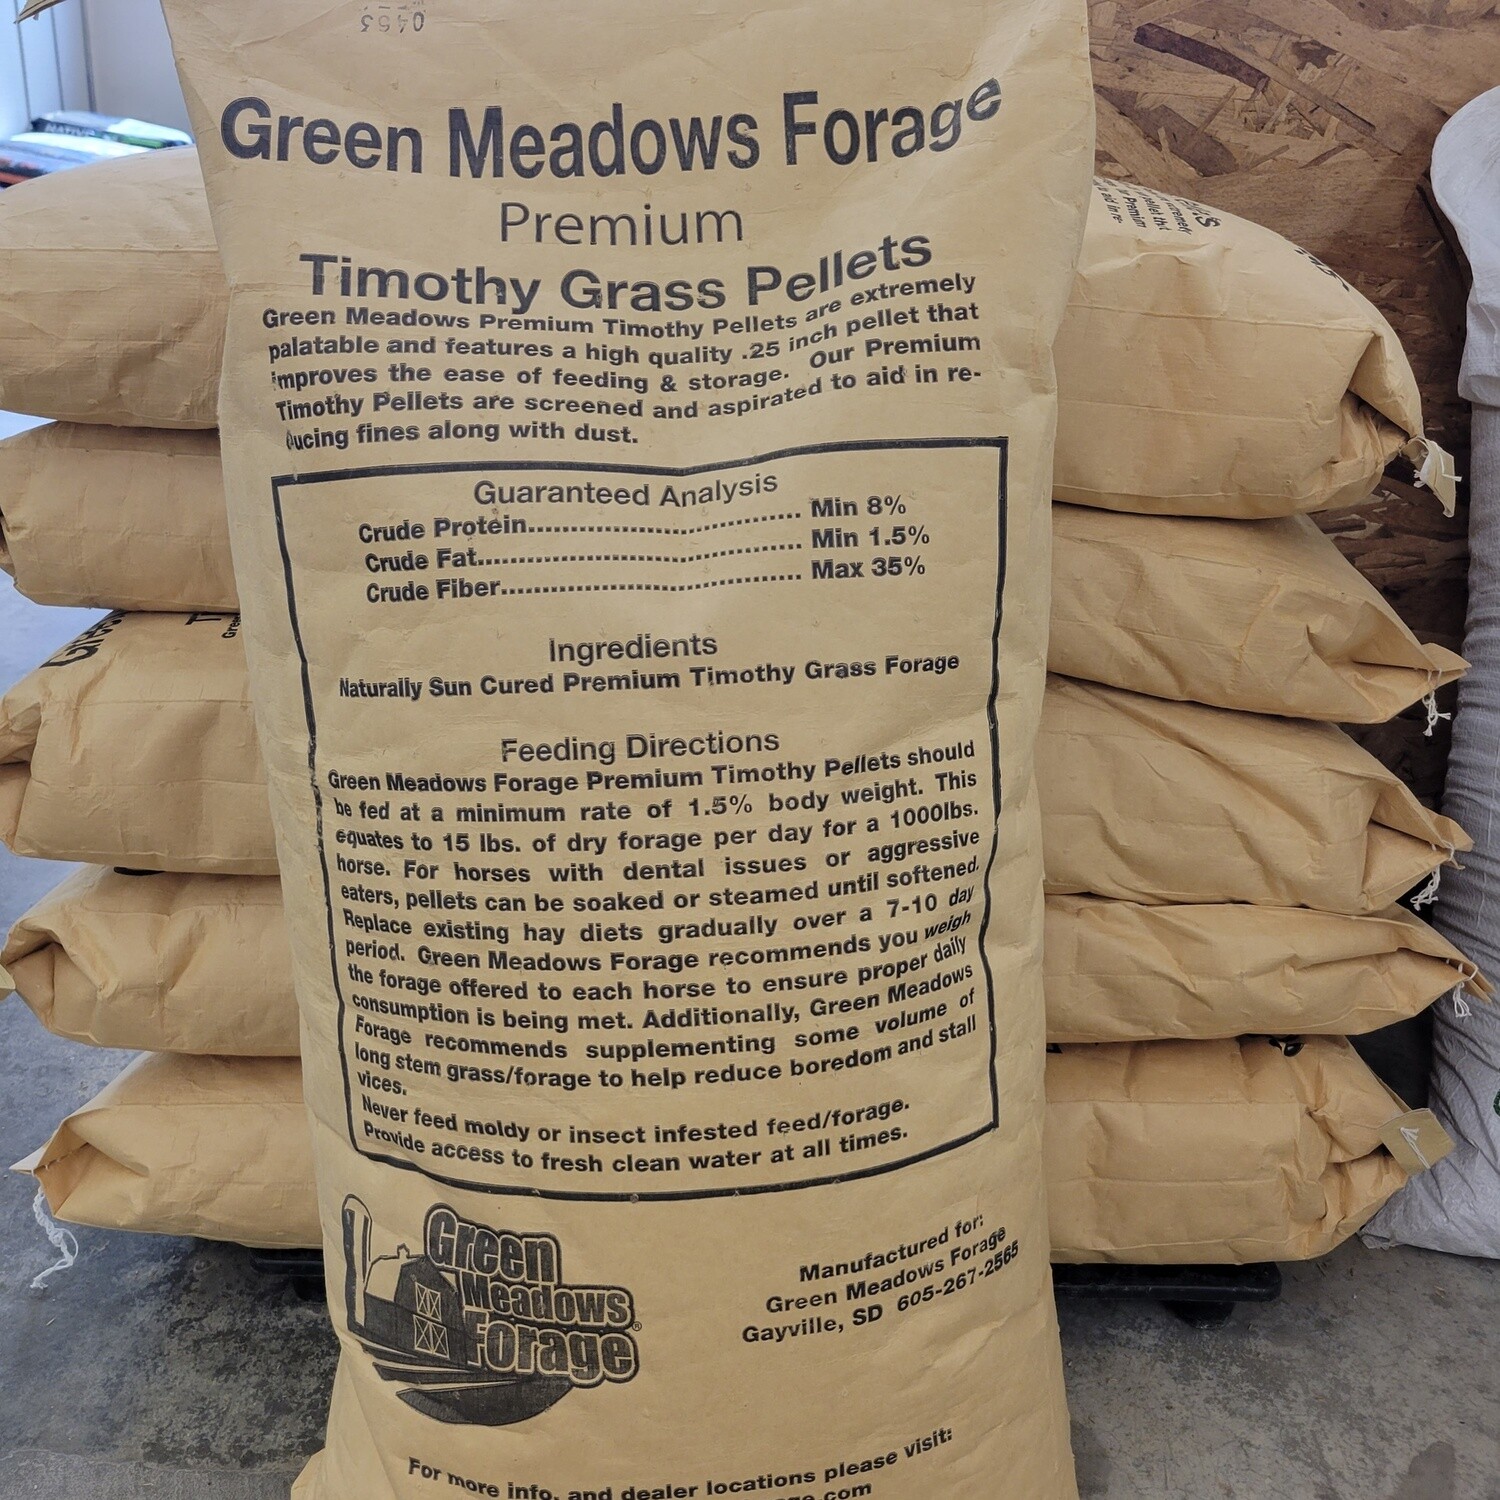 0453
Green Meadows Forage
Premium
Timothy Grass Pellets
Green Meadows Premium Timothy Pellets are extremely
palatable and features a high quality .25 inch pellet that
improves the ease of feeding & storage. Our Premium
Timothy Pellets are screened and aspirated to aid in re-
ducing fines along with dust.
Guaranteed Analysis
Crude Protein.................................. Min 8%
Crude Fat........................................ Min 1.5%
Crude Fiber..................................... Max 35%
Ingredients
Naturally Sun Cured Premium Timothy Grass Forage
Feeding Directions
Green Meadows Forage Premium Timothy Pellets should
be fed at a minimum rate of 1.5% body weight. This
equates to 15 lbs. of dry forage per day for a 1000lbs.
horse. For horses with dental issues or aggressive
eaters, pellets can be soaked or steamed until softened.
Replace existing hay diets gradually over a 7-10 day
period. Green Meadows Forage recommends you weigh
the forage offered to each horse to ensure proper daily
consumption is being met. Additionally, Green Meadows
Forage recommends supplementing some volume of
long stem grass/forage to help reduce boredom and stall
vices.
Never feed moldy or insect infested feed/forage.
Provide access to fresh clean water at all times.
Green
Meadows
Forage®
Manufactured for:
Green Meadows Forage
Gayville, SD 605-267-2565
For more info, and dealer locations please visit:
NATIVE